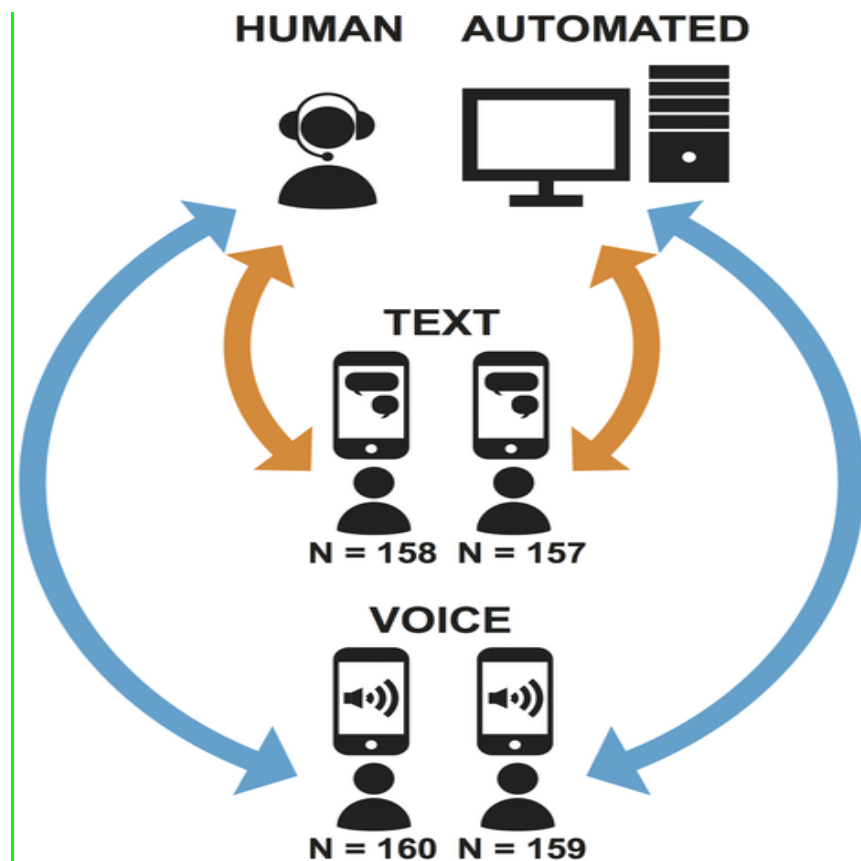 HUMAN AUTOMATED
TEXT
N = 158 N = 157
VOICE
N = 160 N = 159